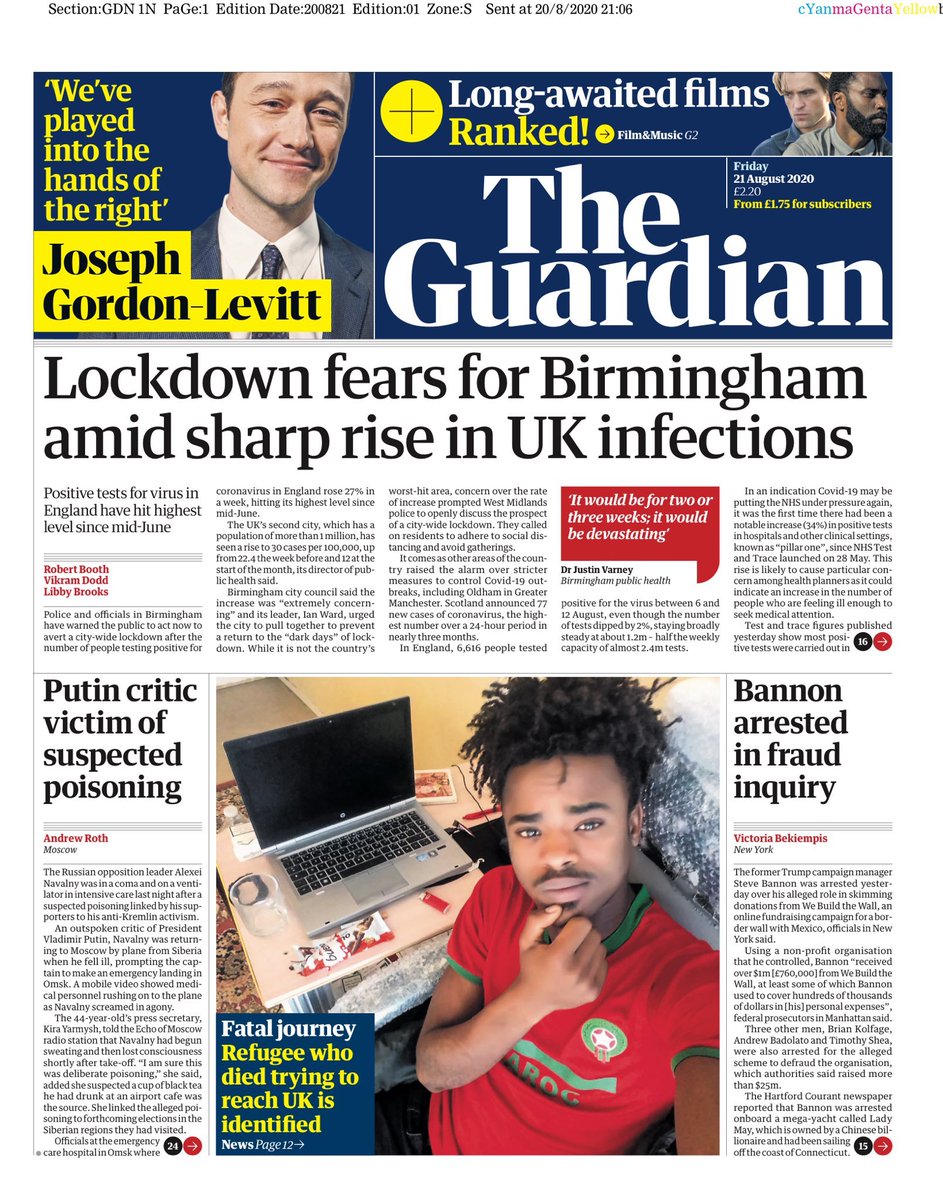 Section:GDN 1N PaGe:1 Edition Date:200821 Edition:01 Zone:S Sent at 20/8/2020 21:06
cYanmaGentaYellowb
‘We’ve
played
into the
hands of
the right’
Joseph
Gordon-Levitt
Long-awaited films
Ranked!
Film&Music G2
Friday
21 August 2020
£2.20
From £1.75 for subscribers
The
Guardian
Lockdown fears for Birmingham
amid sharp rise in UK infections
Positive tests for virus in
England have hit highest
level since mid-June
Robert Booth
Vikram Dodd
Libby Brooks
Police and officials in Birmingham
have warned the public to act now to
avert a city-wide lockdown after the
number of people testing positive for
coronavirus in England rose 27% in
a week, hitting its highest level since
mid-June.
The UK’s second city, which has a
population of more than 1 million, has
seen a rise to 30 cases per 100,000, up
from 22.4 the week before and 12 at the
start of the month, its director of pub-
lic health said.
Birmingham city council said the
increase was “extremely concern-
ing” and its leader, Ian Ward, urged
the city to pull together to prevent
a return to the “dark days” of lock-
down. While it is not the country’s
worst-hit area, concern over the rate
of increase prompted West Midlands
police to openly discuss the prospect
of a city-wide lockdown. They called
on residents to adhere to social dis-
tancing and avoid gatherings.
It comes as other areas of the coun-
try raised the alarm over stricter
measures to control Covid-19 out-
breaks, including Oldham in Greater
Manchester. Scotland announced 77
new cases of coronavirus, the high-
est number over a 24-hour period in
nearly three months.
In England, 6,616 people tested
‘It would be for two or
three weeks; it would
be devastating’
Dr Justin Varney
Birmingham public health
positive for the virus between 6 and
12 August, even though the number
of tests dipped by 2%, staying broadly
steady at about 1.2m – half the weekly
capacity of almost 2.4m tests.
In an indication Covid-19 may be
putting the NHS under pressure again,
it was the first time there had been a
notable increase (34%) in positive tests
in hospitals and other clinical settings,
known as “pillar one”, since NHS Test
and Trace launched on 28 May. This
rise is likely to cause particular con-
cern among health planners as it could
indicate an increase in the number of
people who are feeling ill enough to
seek medical attention.
Test and trace figures published
yesterday show most posi-
tive tests were carried out in
16
Putin critic
victim of
suspected
poisoning
Andrew Roth
Moscow
The Russian opposition leader Alexei
Navalny was in a coma and on a venti-
lator in intensive care last night after a
suspected poisoning linked by his sup-
porters to his anti-Kremlin activism.
An outspoken critic of President
Vladimir Putin, Navalny was return-
ing to Moscow by plane from Siberia
when he fell ill, prompting the cap-
tain to make an emergency landing in
Omsk. A mobile video showed medi-
cal personnel rushing on to the plane
as Navalny screamed in agony.
The 44-year-old’s press secretary,
Kira Yarmysh, told the Echo of Moscow
radio station that Navalny had begun
sweating and then lost consciousness
shortly after take-off. “I am sure this
was deliberate poisoning,” she said,
added she suspected a cup of black tea
he had drunk at an airport cafe was
the source. She linked the alleged poi-
soning to forthcoming elections in the
Siberian regions they had visited.
Officials at the emergency
care hospital in Omsk where
24
hp
bueno
MAROC
Fatal journey
Refugee who
died trying to
reach UK is
identified
News Page 12
Bannon
arrested
in fraud
inquiry
Victoria Bekiempis
New York
The former Trump campaign manager
Steve Bannon was arrested yester-
day over his alleged role in skimming
donations from We Build the Wall, an
online fundraising campaign for a bor-
der wall with Mexico, officials in New
York said.
Using a non-profit organisation
that he controlled, Bannon “received
over $1m [£760,000] from We Build the
Wall, at least some of which Bannon
used to cover hundreds of thousands
of dollars in [his] personal expenses”,
federal prosecutors in Manhattan said.
Three other men, Brian Kolfage,
Andrew Badolato and Timothy Shea,
were also arrested for the alleged
scheme to defraud the organisation,
which authorities said raised more
than $25m.
The Hartford Courant newspaper
reported that Bannon was arrested
onboard a mega-yacht called Lady
May, which is owned by a Chinese bil-
lionaire and had been sailing
off the coast of Connecticut.
15